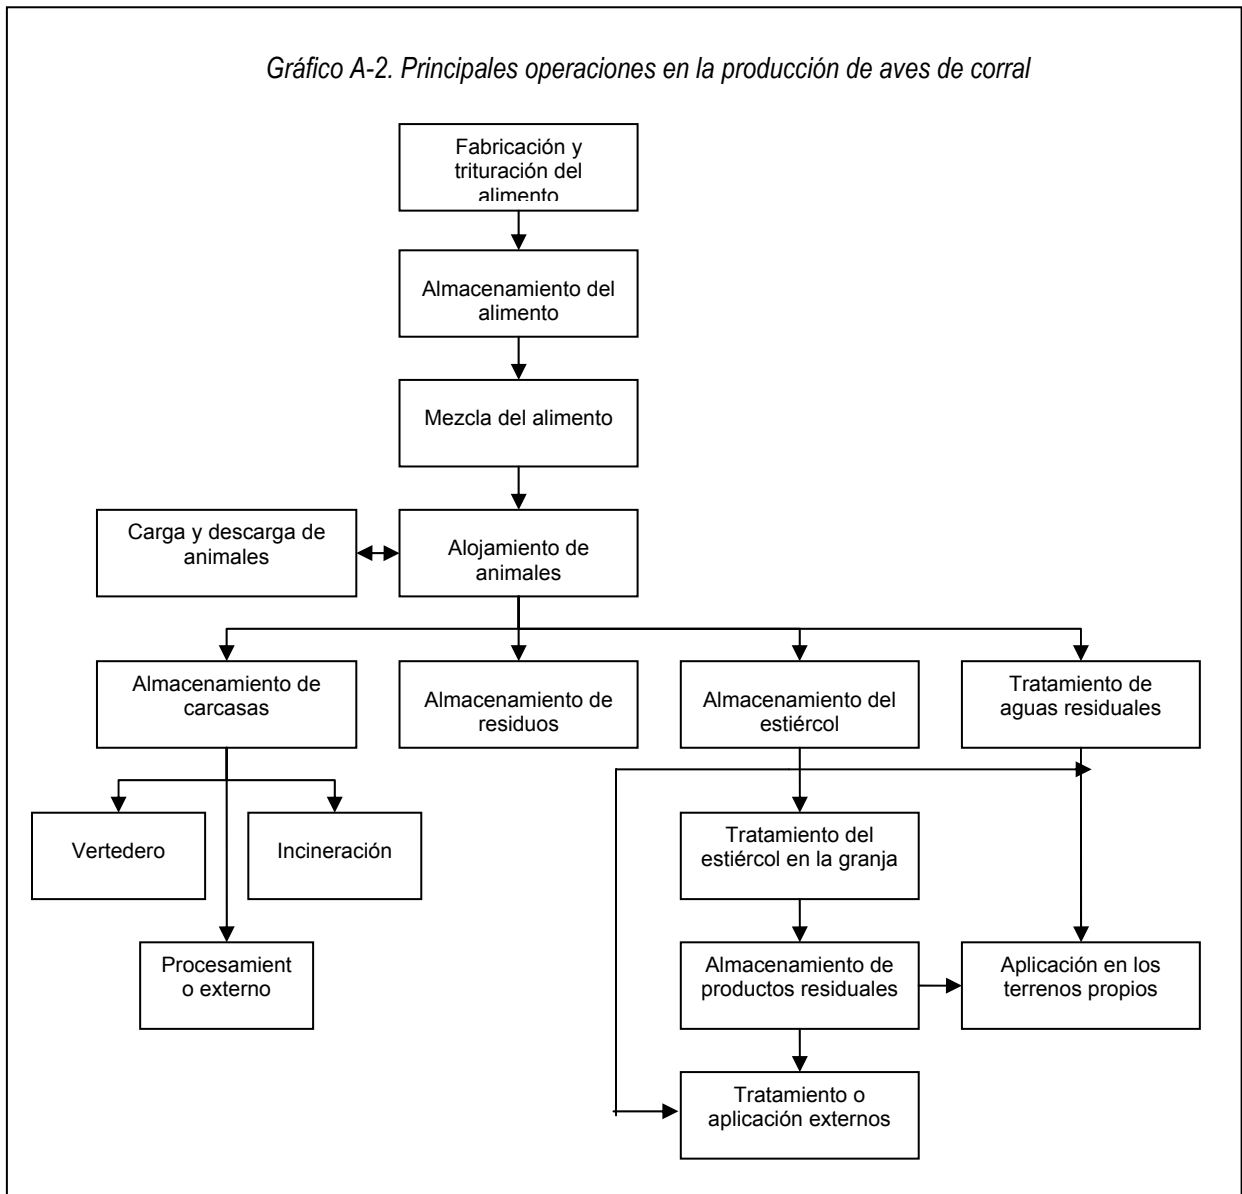 Gráfico A-2. Principales operaciones en la producción de aves de corral
Fabricación y
trituración del
alimento
Almacenamiento del
alimento
Mezcla del alimento
Carga y descarga de
animales
Alojamiento de
animales
Almacenamiento de
carcasas
Almacenamiento de
residuos
Almacenamiento del
estiércol
Tratamiento de
aguas residuales
Vertedero
Incineración
Tratamiento del
estiércol en la granja
Procesamient
o externo
Almacenamiento de
productos residuales
Aplicación en los
terrenos propios
Tratamiento o
aplicación externos